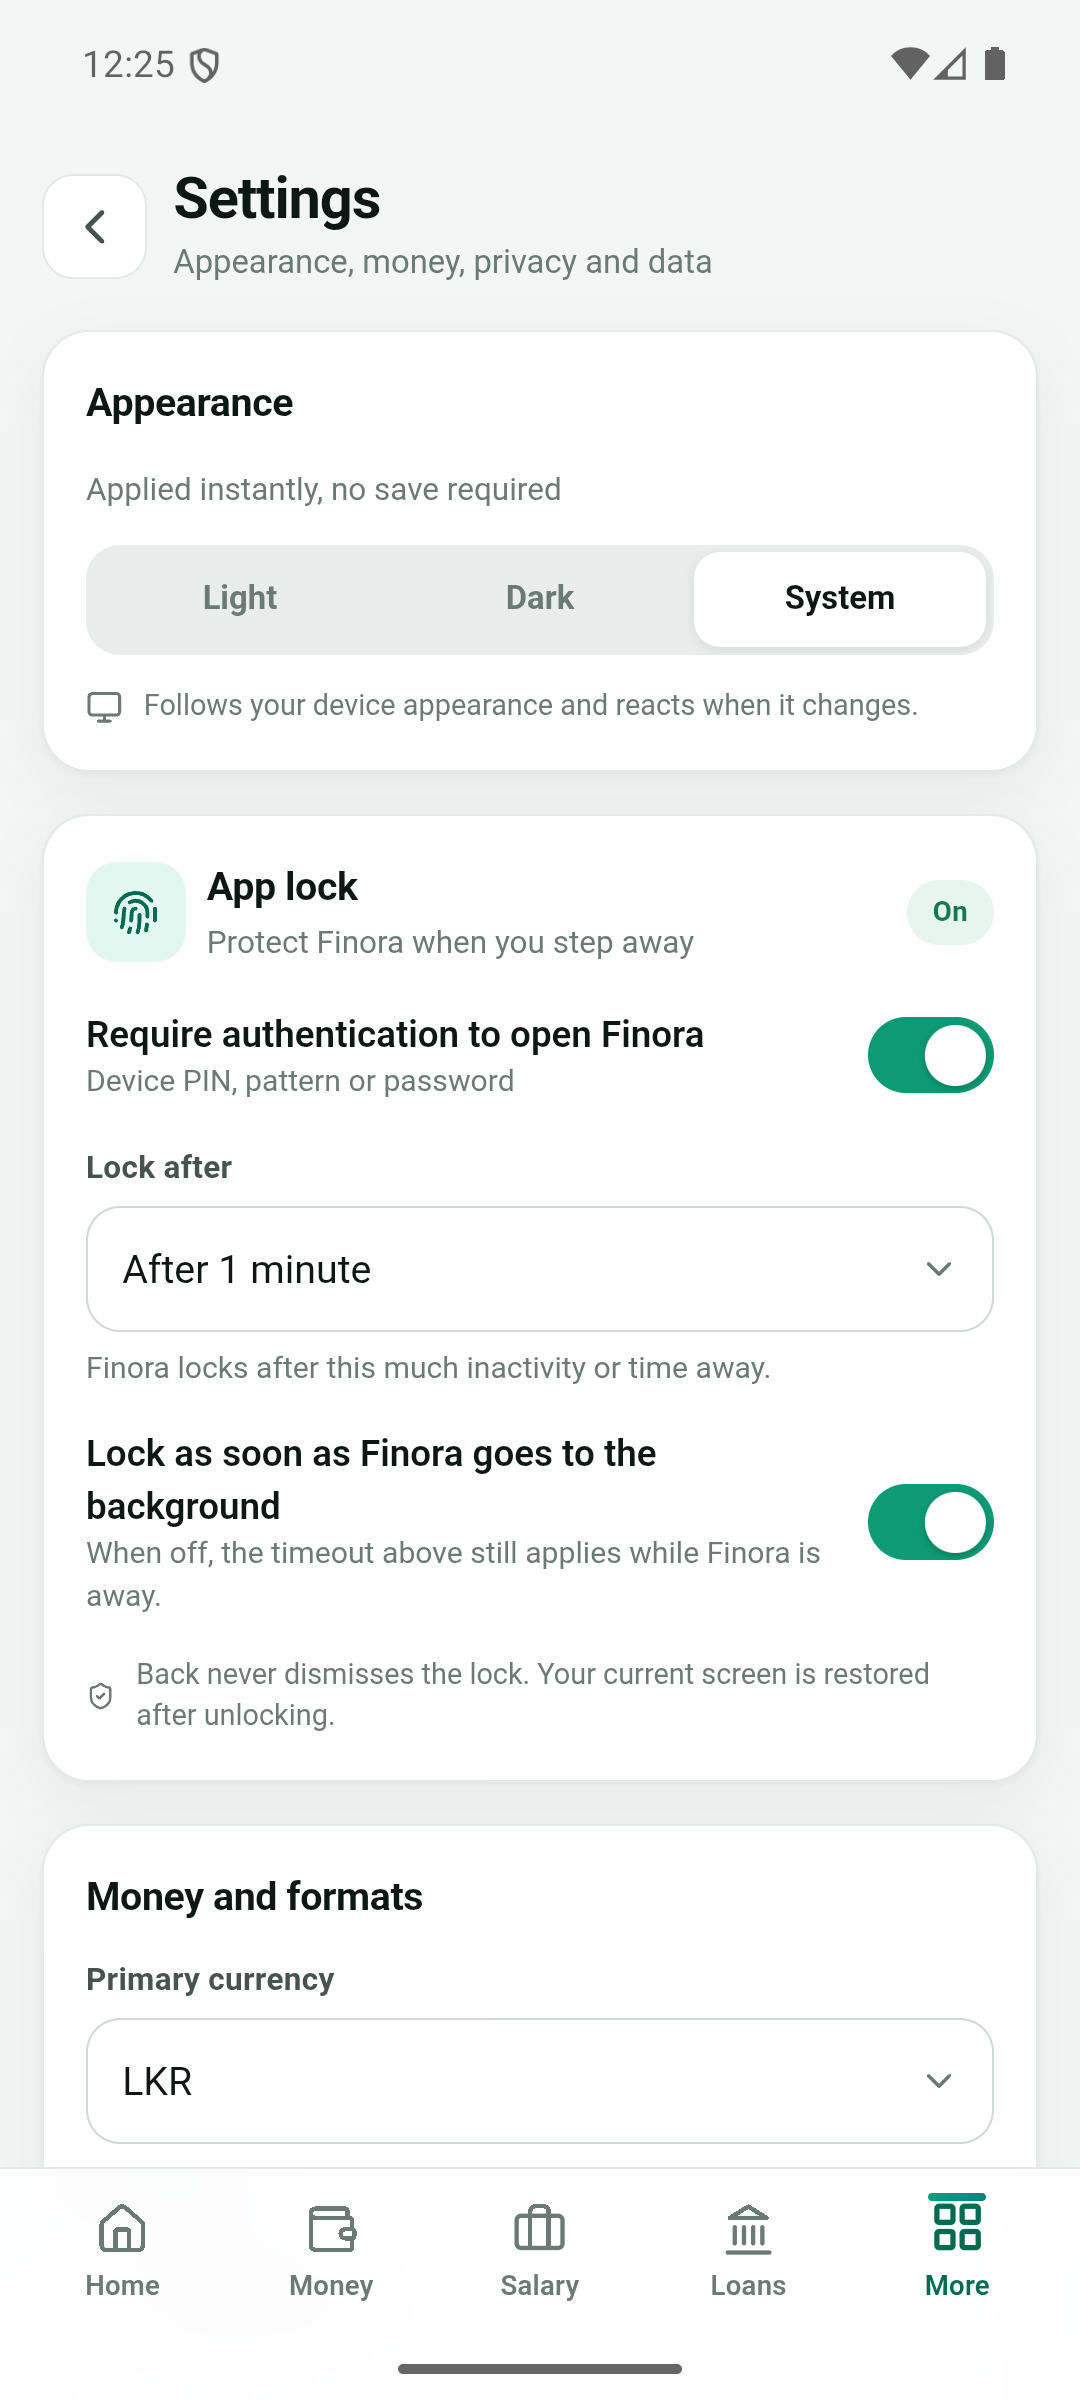 12:25
Settings
Appearance, money, privacy and data
Appearance
Applied instantly, no save required
Light
Dark
System
Follows your device appearance and reacts when it changes.
App lock
Protect Finora when you step away
On
Require authentication to open Finora
Device PIN, pattern or password
Lock after
After 1 minute
Finora locks after this much inactivity or time away.
Lock as soon as Finora goes to the
background
When off, the timeout above still applies while Finora is
away.
Back never dismisses the lock. Your current screen is restored
after unlocking.
Money and formats
Primary currency
LKR
Home
Money
Salary
Loans
More